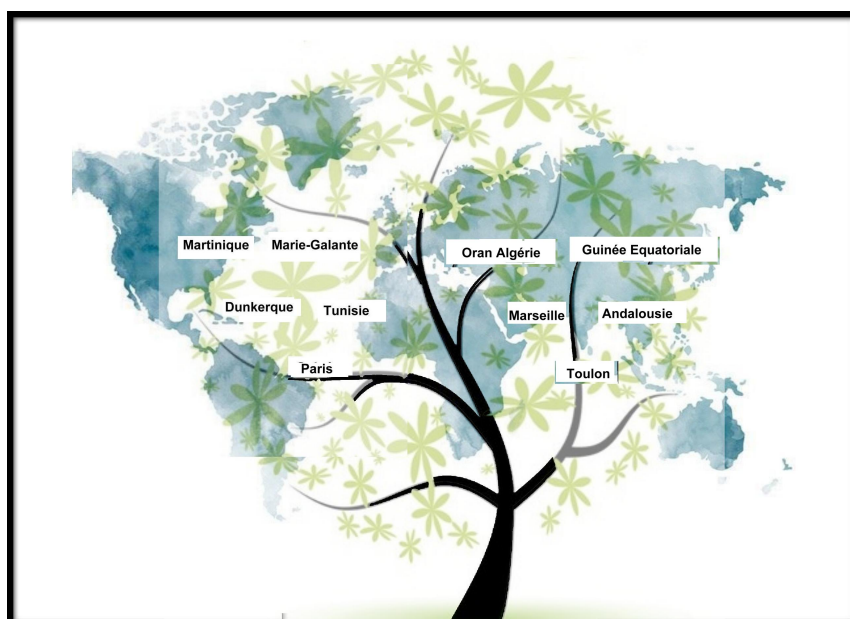 Martinique
Marie-Galante
Oran Algérie
Guinée Equatoriale
Dunkerque
Tunisie
Marseille
Andalousie
Paris
Toulon